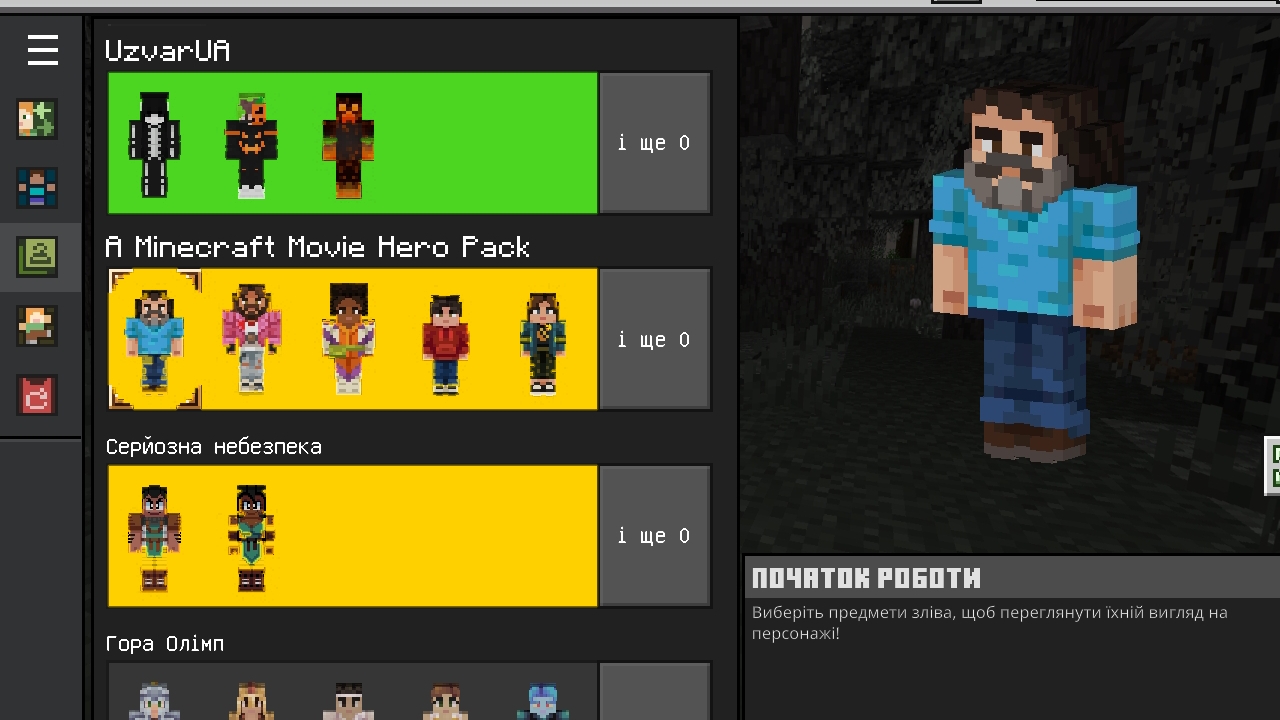 UzvarUA
і ще 0
A Minecraft Movie Hero Pack
і ще 0
Серйозна небезпека
і ще 0
Гора Олімп
ПОЧАТОК РОБОТИ
Виберіть предмети зліва, щоб переглянути їхній вигляд на
персонажі!